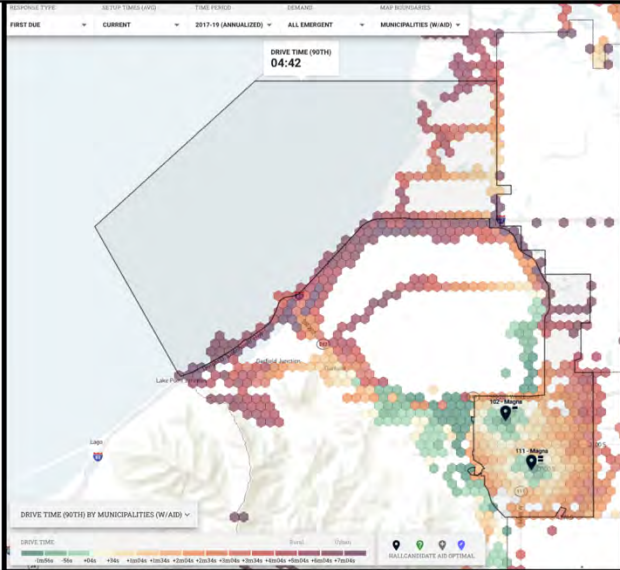 RESPONSE TYPE SETUP TIMES (AVG) TIME PERIOD DEMAND MAP BOUNDARIES
FIRST DUE CURRENT 2017-19 (ANNUALIZED) ALL EMERGENT MUNICIPALITIES (W/AID)
DRIVE TIME (90TH)
04:42
Lake Point
Lago
102 - Magna
111 - Magna
DRIVE TIME (90TH) BY MUNICIPALITIES (W/AID)
DRIVE TIME Rural Urban
-56s +04s +34s +1m04s +1m34s +2m04s +2m34s +3m04s +3m34s +4m04s +5m04s +6m04s +7m04s
HALL CANDIDATE AID OPTIMAL